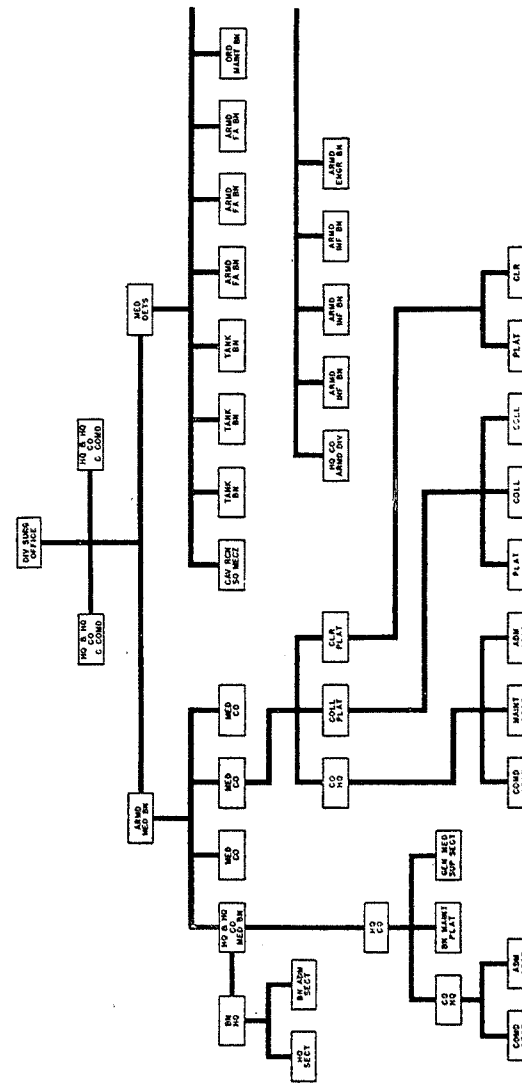 DIV SURG
OFFICE
HQ & HQ
CO
C COMD
HQ & HQ
CO
C COMD
ARMD
MED BN
MED
DETS
HQ & HQ
CO
MED BN
MED
CO
MED
CO
MED
CO
CAV RCN
SQ MECZ
TANK
BN
TANK
BN
TANK
BN
ARMD
FA BN
ARMD
FA BN
ARMD
FA BN
ORD
MAINT BN
BN
HQ
HQ
SECT
BN ADM
SECT
CO
HQ
COLL
PLAT
CLR
PLAT
HQ CO
ARMD DIV
ARMD
INF BN
ARMD
INF BN
ARMD
INF BN
ARMD
ENGR BN
HQ
CO
CO
HQ
BN MAINT
PLAT
GEN MED
SUP SECT
COMD
ADM
COMD
MAINT
ADM
PLAT
COLL
COLL
PLAT
CLR